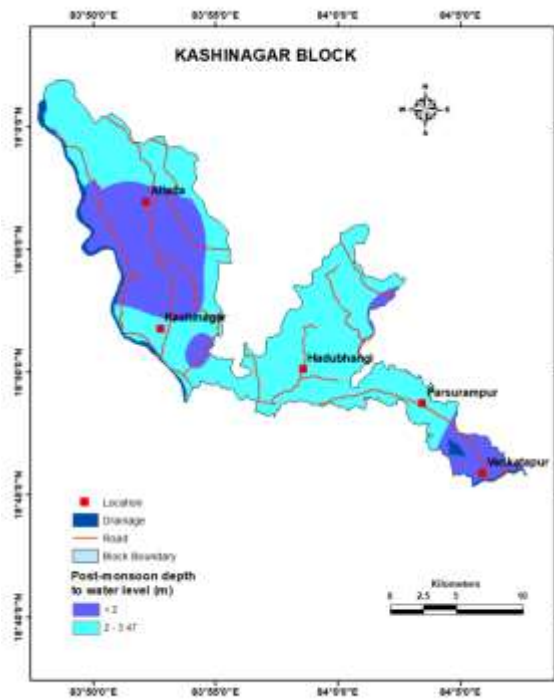 83°50'0"E 83°55'0"E 84°0'0"E 84°5'0"E
KASHINAGAR BLOCK
N
W E
S
Allada
Kashinagar
Hadubhangi
Parsurampur
Venkatapur
Location
Drainage
Road
Block Boundary
Post-monsoon depth
to water level (m)
< 2
2 - 3.47
Kilometres
0 2.5 5 10
83°50'0"E 83°55'0"E 84°0'0"E 84°5'0"E